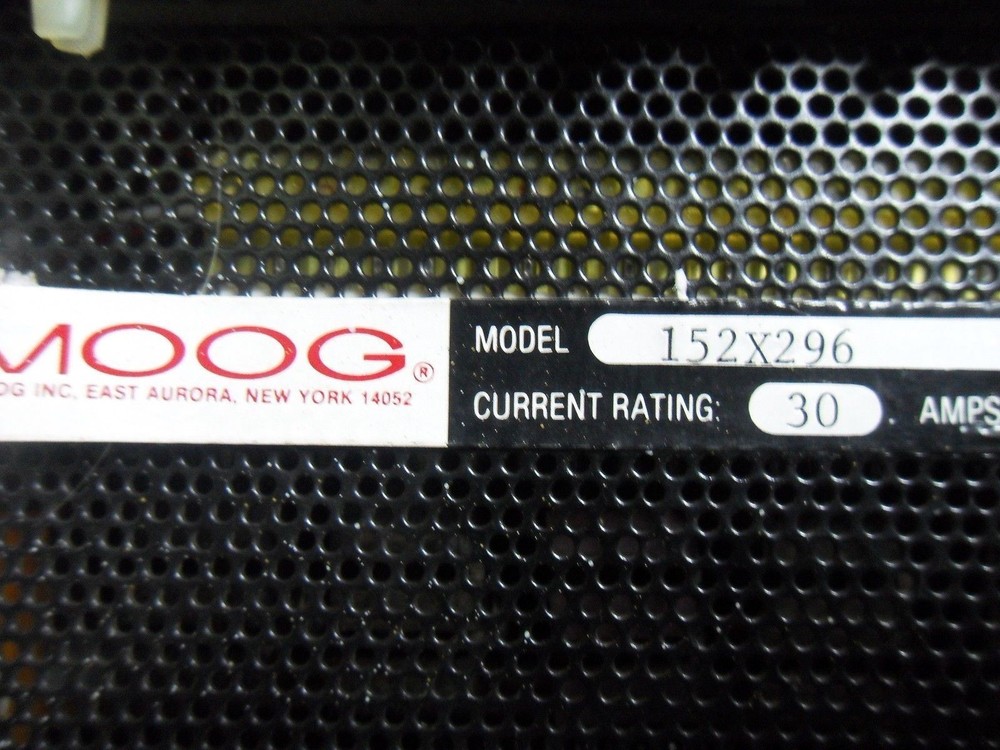 MOOG®
OG INC. EAST AURORA, NEW YORK 14052
MODEL 152X296
CURRENT RATING: 30 AMPS